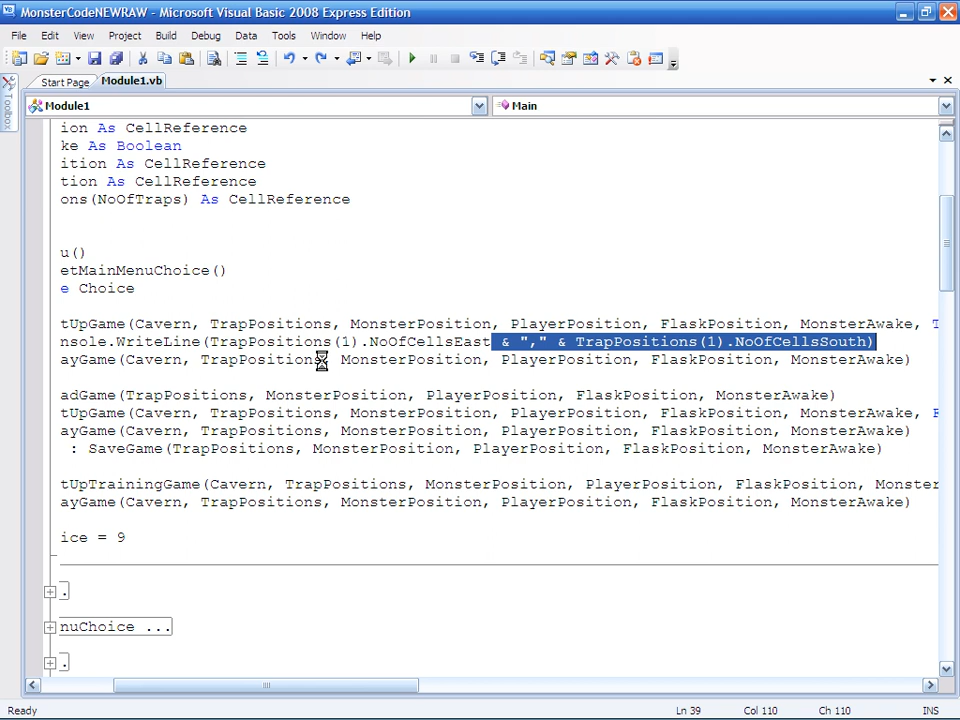 MonsterCodeNEWRAW - Microsoft Visual Basic 2008 Express Edition
File Edit View Project Build Debug Data Tools Window Help
Start Page Module1.vb
Toolbox
Module1 Main
ion As CellReference
ke As Boolean
ition As CellReference
tion As CellReference
ons(NoOfTraps) As CellReference
u()
etMainMenuChoice()
e Choice
tUpGame(Cavern, TrapPositions, MonsterPosition, PlayerPosition, FlaskPosition, MonsterAwake, T
nsole.WriteLine(TrapPositions(1).NoOfCellsEast & "," & TrapPositions(1).NoOfCellsSouth)
ayGame(Cavern, TrapPositions, MonsterPosition, PlayerPosition, FlaskPosition, MonsterAwake)
adGame(TrapPositions, MonsterPosition, PlayerPosition, FlaskPosition, MonsterAwake)
tUpGame(Cavern, TrapPositions, MonsterPosition, PlayerPosition, FlaskPosition, MonsterAwake, F
ayGame(Cavern, TrapPositions, MonsterPosition, PlayerPosition, FlaskPosition, MonsterAwake)
: SaveGame(TrapPositions, MonsterPosition, PlayerPosition, FlaskPosition, MonsterAwake)
tUpTrainingGame(Cavern, TrapPositions, MonsterPosition, PlayerPosition, FlaskPosition, Monster
ayGame(Cavern, TrapPositions, MonsterPosition, PlayerPosition, FlaskPosition, MonsterAwake)
ice = 9
.
nuChoice ...
.
Ready Ln 39 Col 110 Ch 110 INS